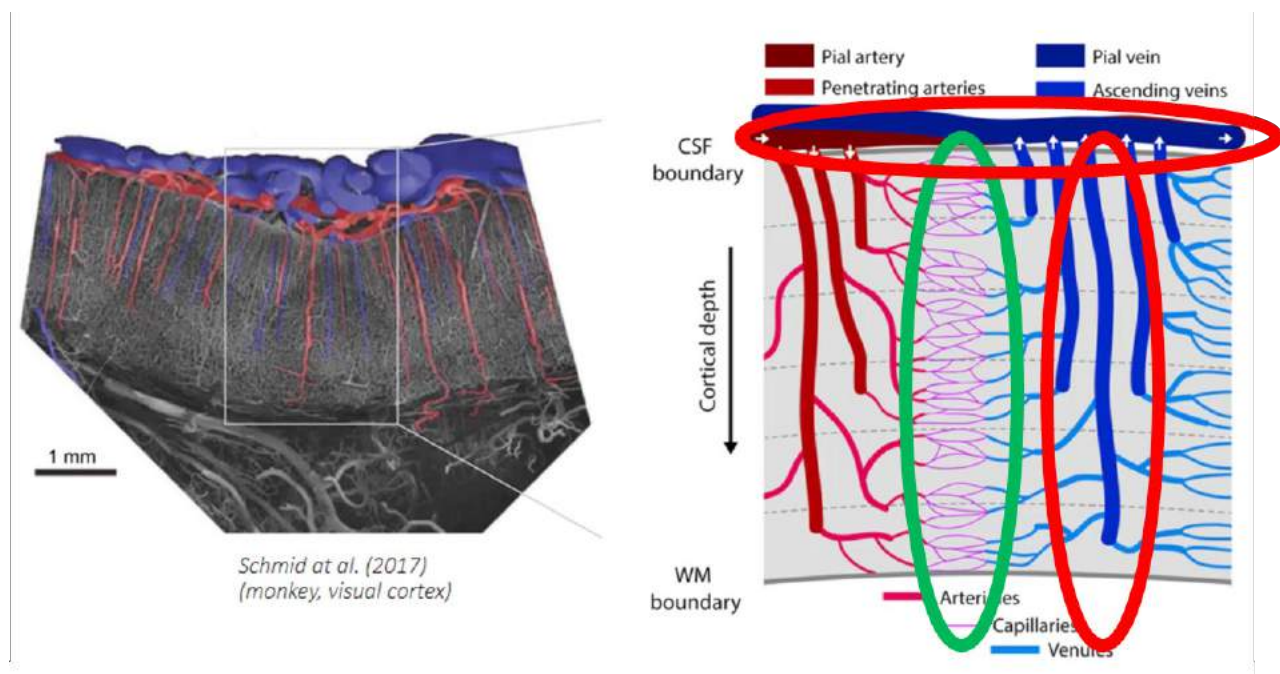 Pial artery
Pial vein
Penetrating arteries
Ascending veins
CSF
boundary
Cortical depth
1 mm
Schmid at al. (2017)
(monkey, visual cortex)
WM
boundary
Arterioles
Capillaries
Venules